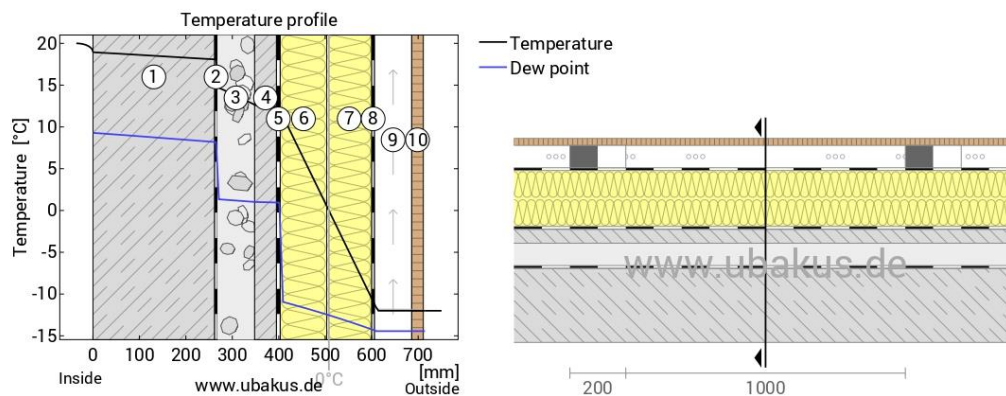 Temperature profile
Temperature [°C]
20
15
10
5
0
-5
-10
-15
1
2
3
4
5
6
7
8
9
10
0 100 200 300 400 500 600 700 [mm]
0°C
Inside www.ubakus.de Outside
Temperature
Dew point
www.ubakus.de
200 1000